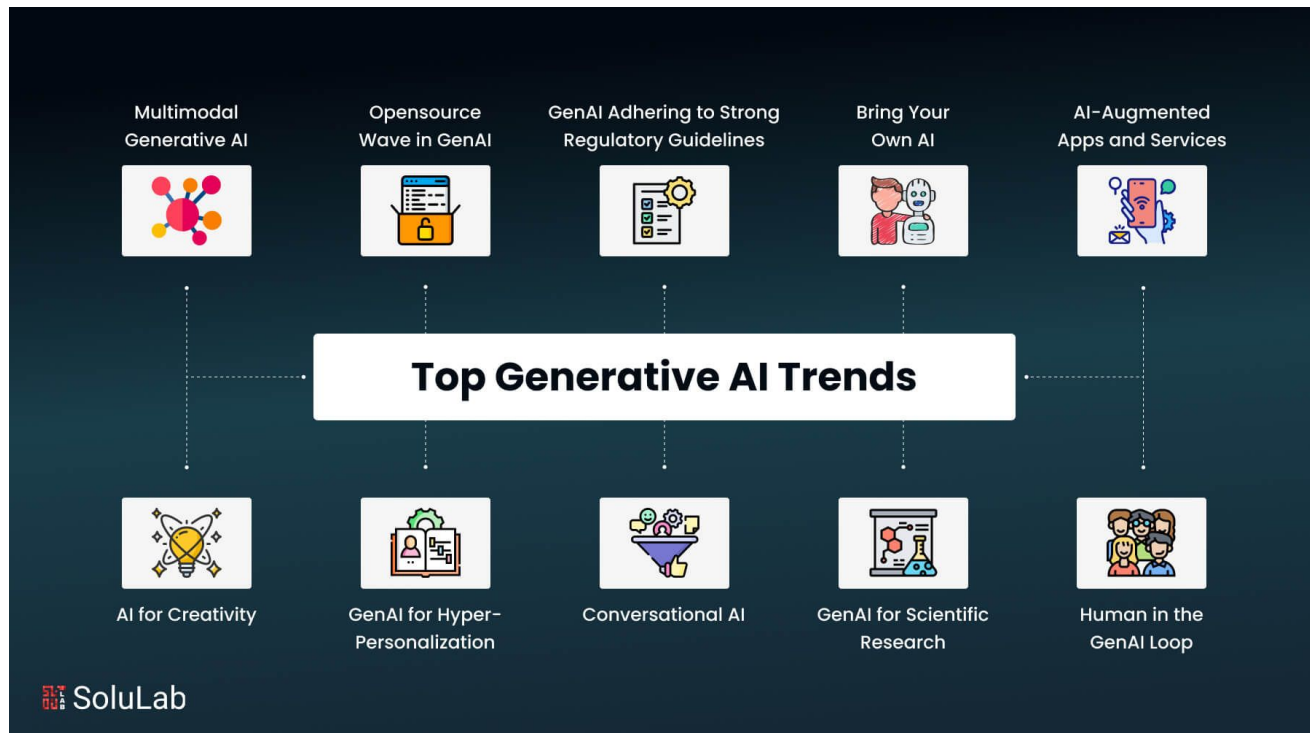 Multimodal
Generative AI
Opensource
Wave in GenAI
GenAI Adhering to Strong
Regulatory Guidelines
Bring Your
Own AI
AI-Augmented
Apps and Services
Top Generative AI Trends
AI for Creativity
GenAI for Hyper-
Personalization
Conversational AI
GenAI for Scientific
Research
Human in the
GenAI Loop
SOLU LAB
SoluLab